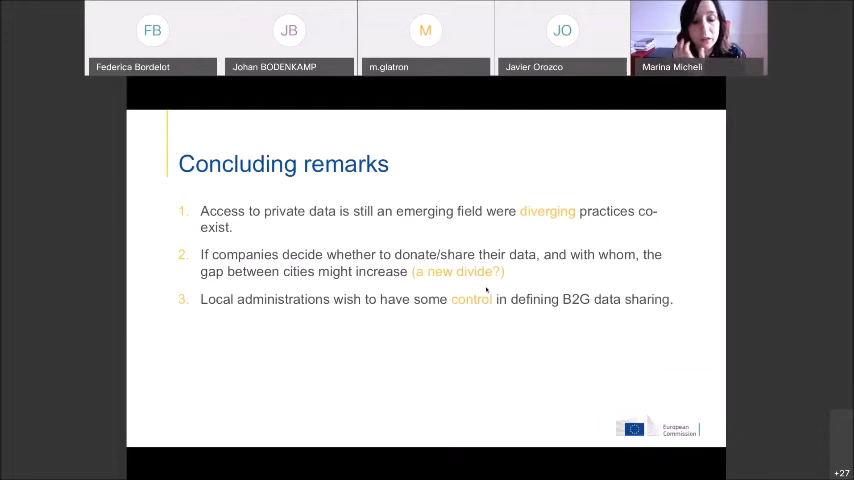 FB
JB
M
JO
Federica Bordelot
Johan BODENKAMP
m.glatron
Javier Orozco
Marina Micheli
Concluding remarks
1. Access to private data is still an emerging field were diverging practices co-
exist.
2. If companies decide whether to donate/share their data, and with whom, the
gap between cities might increase (a new divide?)
3. Local administrations wish to have some control in defining B2G data sharing.
European
Commission
+27